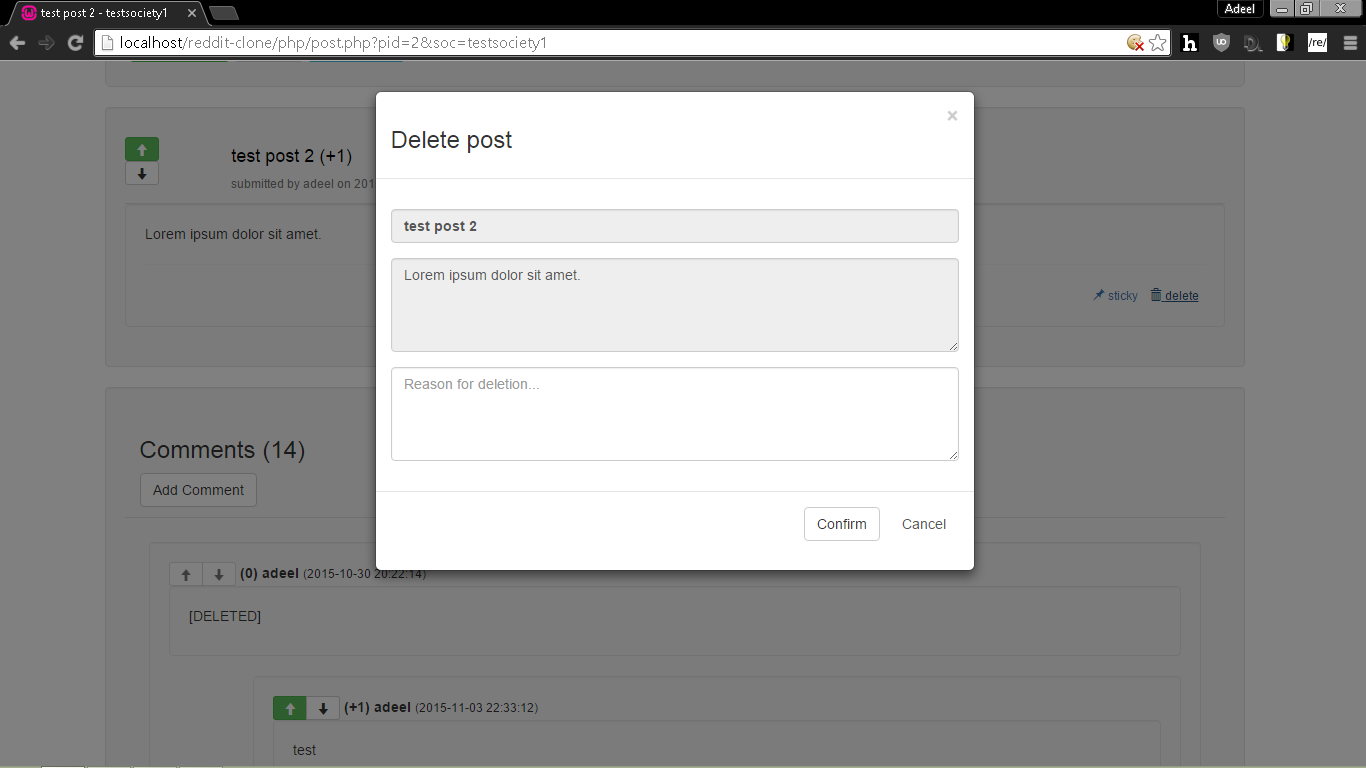 test post 2 - testsociety1
Adeel
localhost/reddit-clone/php/post.php?pid=2&soc=testsociety1
h
UO
/re/
Delete post
×
test post 2 (+1)
submitted by adeel on 201
test post 2
Lorem ipsum dolor sit amet.
Lorem ipsum dolor sit amet.
sticky delete
Reason for deletion...
Comments (14)
Add Comment
Confirm Cancel
(0) adeel (2015-10-30 20:22:14)
[DELETED]
(+1) adeel (2015-11-03 22:33:12)
test